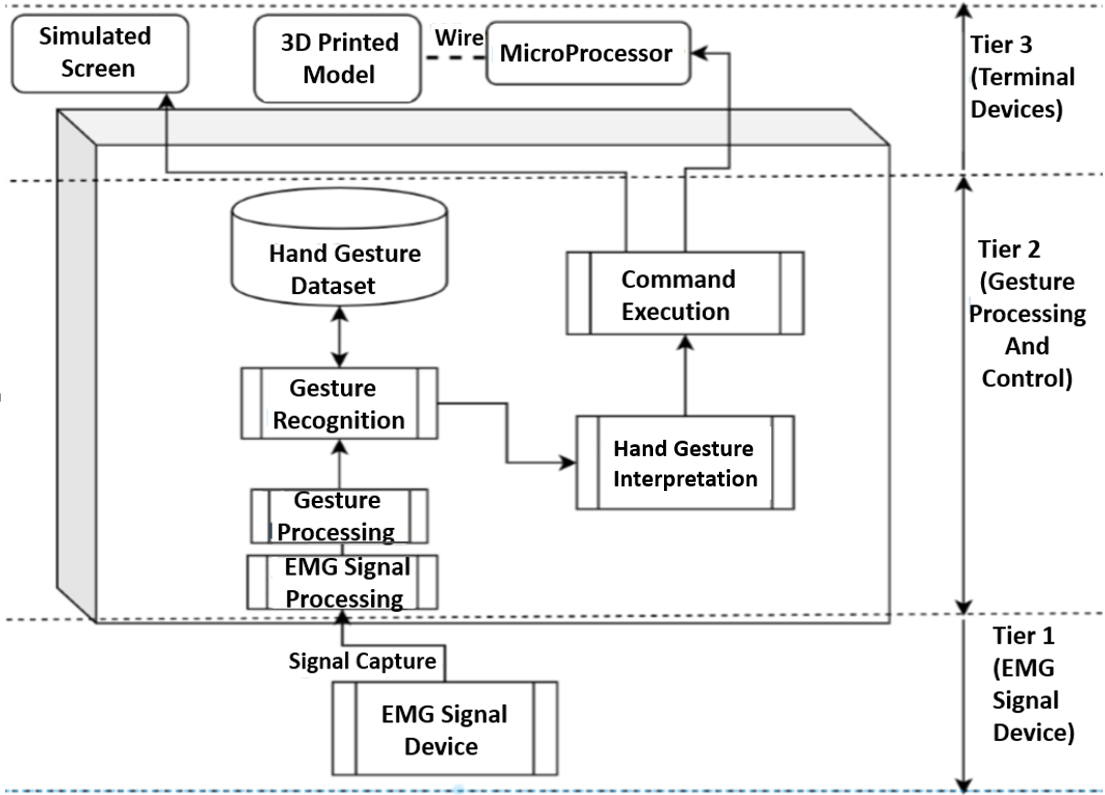 Simulated
Screen
3D Printed
Model
Wire
MicroProcessor
Tier 3
(Terminal
Devices)
Hand Gesture
Dataset
Command
Execution
Tier 2
(Gesture
Processing
And
Control)
Gesture
Recognition
Hand Gesture
Interpretation
Gesture
Processing
EMG Signal
Processing
Signal Capture
EMG Signal
Device
Tier 1
(EMG
Signal
Device)